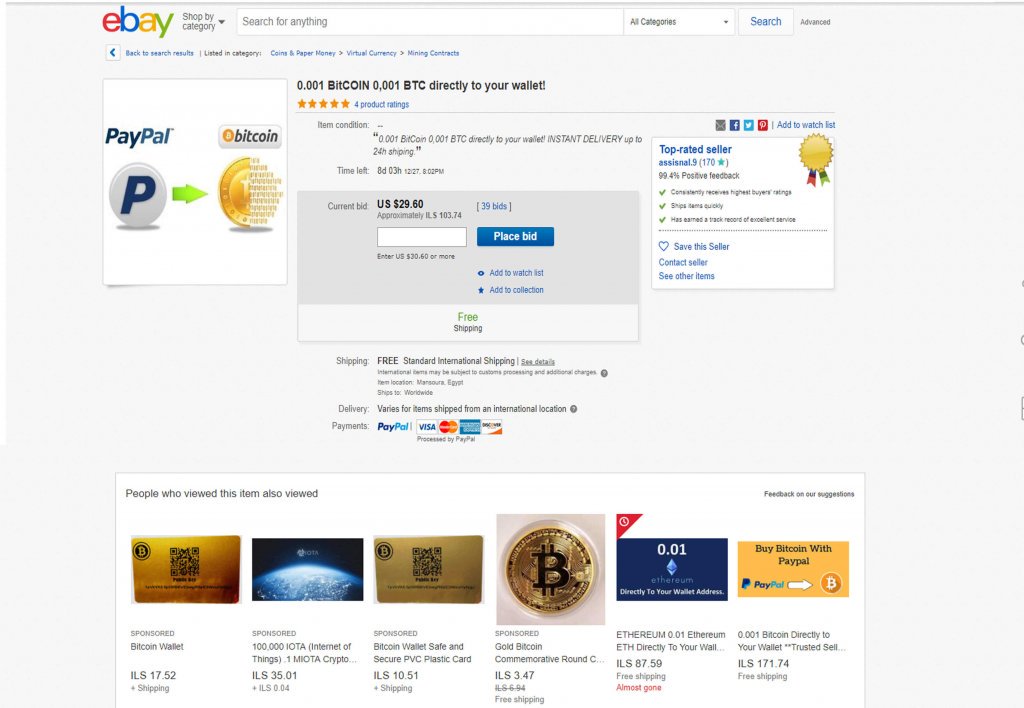 ebay
Shop by category
Search for anything
All Categories
Search
Advanced
Back to search results | Listed in category: Coins & Paper Money > Virtual Currency > Mining Contracts
0.001 BitCOIN 0,001 BTC directly to your wallet!
4 product ratings
PayPal
bitcoin
Item condition: --
"0.001 BitCoin 0,001 BTC directly to your wallet! INSTANT DELIVERY up to
24h shiping."
Time left: 8d 03h 12/27, 8:02PM
Current bid: US $29.60 [ 39 bids ]
Approximately ILS 103.74
Place bid
Enter US $30.60 or more
Add to watch list
Add to collection
Free
Shipping
| Add to watch list
Top-rated seller
assisnal.9 (170 )
99.4% Positive feedback
Consistently receives highest buyers' ratings
Ships items quickly
Has earned a track record of excellent service
Save this Seller
Contact seller
See other items
Shipping: FREE Standard International Shipping | See details
International items may be subject to customs processing and additional charges.
Item location: Mansoura, Egypt
Ships to: Worldwide
Delivery: Varies for items shipped from an international location
Payments: PayPal | VISA MasterCard DISCOVER
Processed by PayPal
People who viewed this item also viewed
Feedback on our suggestions
Public Key
IOTA
Public Key
0.01
ethereum
Directly To Your Wallet Address.
Buy Bitcoin With
Paypal
PayPal
SPONSORED
Bitcoin Wallet
ILS 17.52
+ Shipping
SPONSORED
100,000 IOTA (Internet of
Things) .1 MIOTA Crypto...
ILS 35.01
+ ILS 0.04
SPONSORED
Bitcoin Wallet Safe and
Secure PVC Plastic Card
ILS 10.51
+ Shipping
SPONSORED
Gold Bitcoin
Commemorative Round C...
ILS 3.47
ILS 6.94
Free shipping
ETHEREUM 0.01 Ethereum
ETH Directly To Your Wall...
ILS 87.59
Free shipping
Almost gone
0.001 Bitcoin Directly to
Your Wallet **Trusted Sell...
ILS 171.74
Free shipping